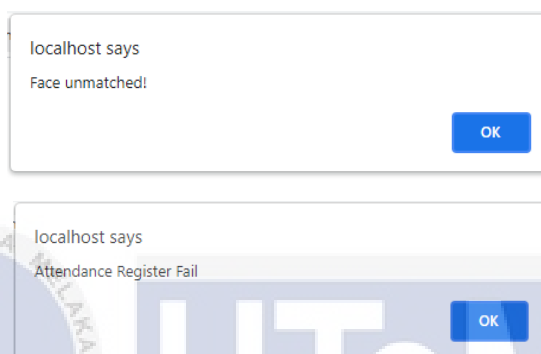 localhost says
Face unmatched!
OK
localhost says
Attendance Register Fail
OK